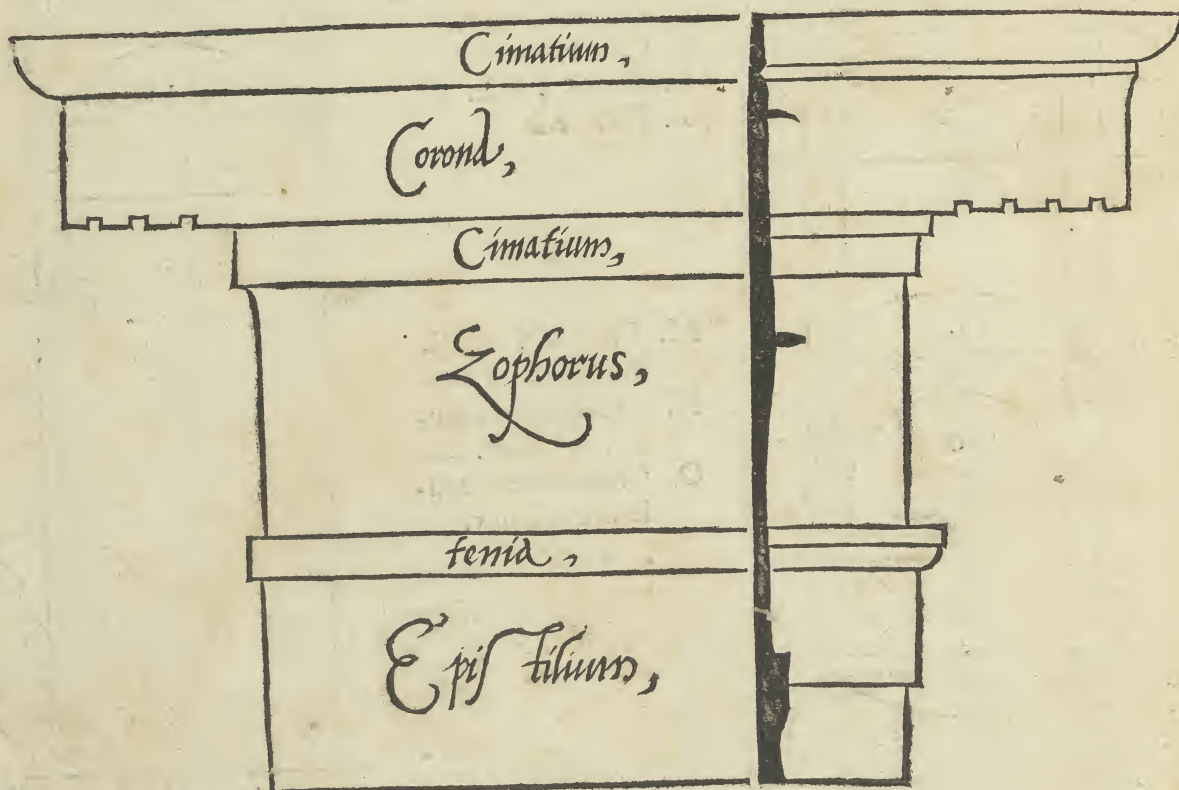 Cimatium,
Corona,
Cimatium,
Zophorus,
tenia,
Epiſtilium,